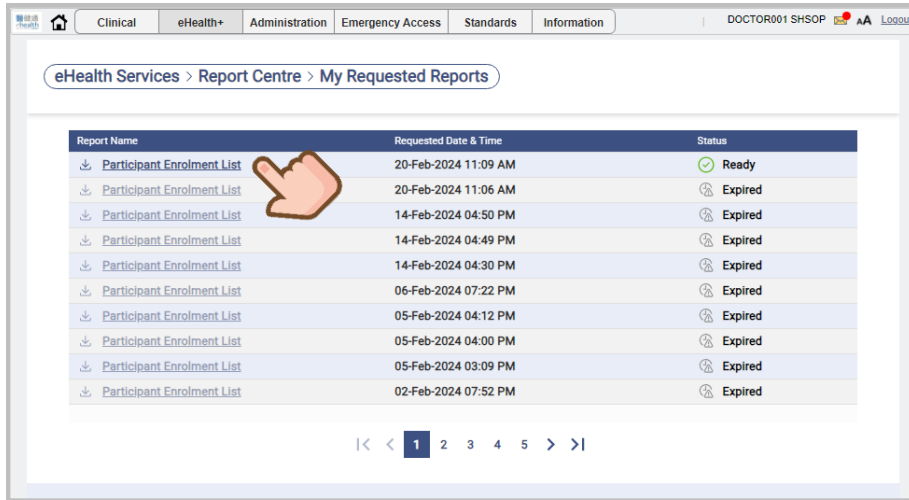 醫健通 Clinical eHealth+ Administration Emergency Access Standards Information DOCTOR001 SHSOP AA Logou
eHealth
eHealth Services > Report Centre > My Requested Reports
Report Name Requested Date & Time Status
Participant Enrolment List 20-Feb-2024 11:09 AM Ready
Participant Enrolment List 20-Feb-2024 11:06 AM Expired
Participant Enrolment List 14-Feb-2024 04:50 PM Expired
Participant Enrolment List 14-Feb-2024 04:49 PM Expired
Participant Enrolment List 14-Feb-2024 04:30 PM Expired
Participant Enrolment List 06-Feb-2024 07:22 PM Expired
Participant Enrolment List 05-Feb-2024 04:12 PM Expired
Participant Enrolment List 05-Feb-2024 04:00 PM Expired
Participant Enrolment List 05-Feb-2024 03:09 PM Expired
Participant Enrolment List 02-Feb-2024 07:52 PM Expired
|< < 1 2 3 4 5 > >|